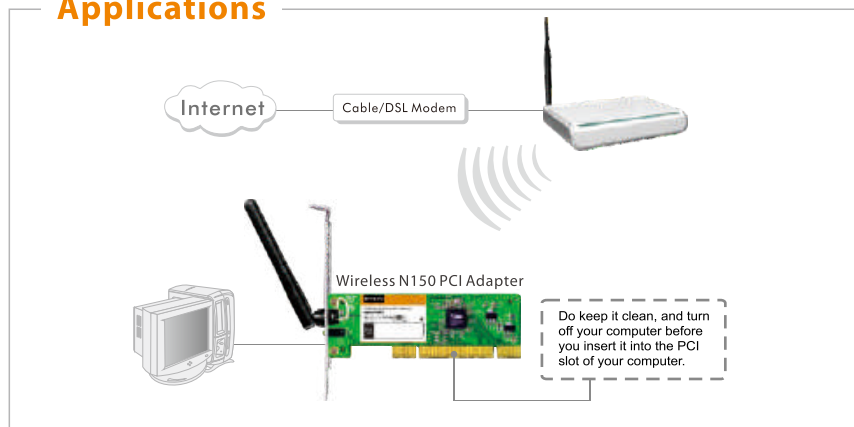 Applications
Internet
Cable/DSL Modem
Wireless N150 PCI Adapter
Do keep it clean, and turn
off your computer before
you insert it into the PCI
slot of your computer.